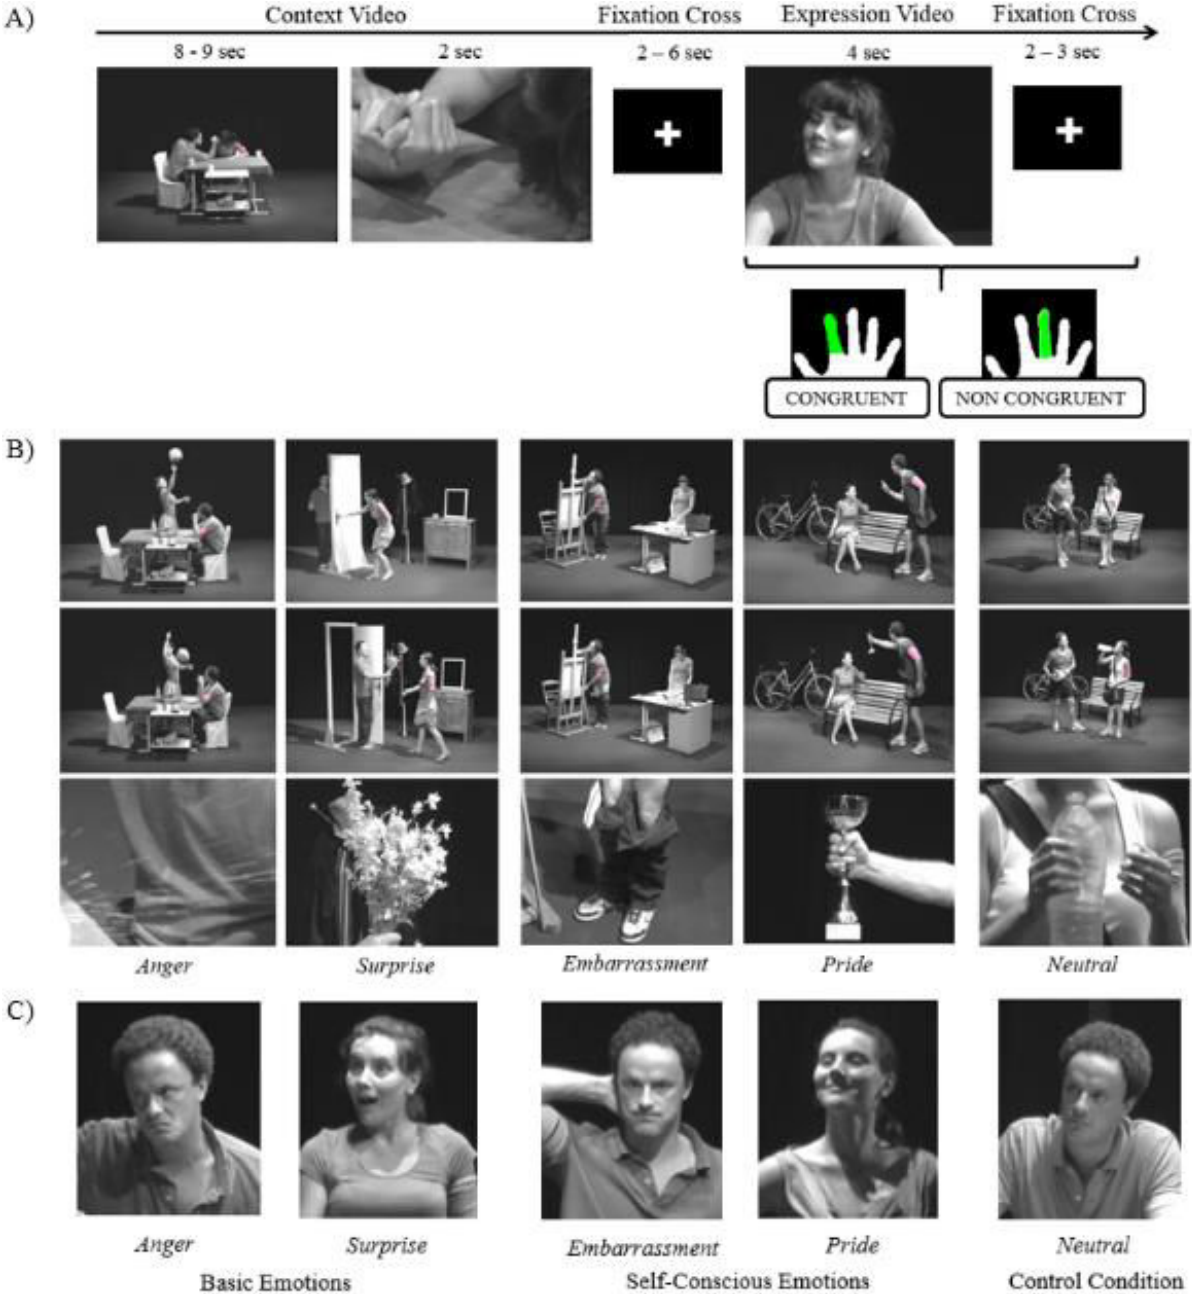 A)
Context Video Fixation Cross Expression Video Fixation Cross
8 - 9 sec 2 sec 2 – 6 sec 4 sec 2 – 3 sec
CONGRUENT NON CONGRUENT
B)
Anger Surprise Embarrassment Pride Neutral
C)
Anger Surprise Embarrassment Pride Neutral
Basic Emotions Self-Conscious Emotions Control Condition